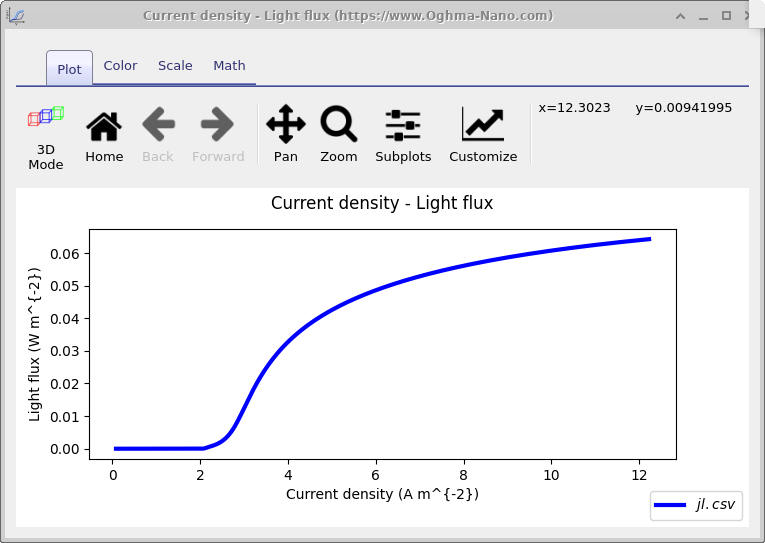 Current density - Light flux (https://www.Oghma-Nano.com)
Plot Color Scale Math
3D Mode
Home
Back
Forward
Pan
Zoom
Subplots
Customize
x=12.3023 y=0.00941995
Current density - Light flux
Light flux (W m^{-2})
0.06
0.05
0.04
0.03
0.02
0.01
0.00
0 2 4 6 8 10 12
Current density (A m^{-2})
jl.csv